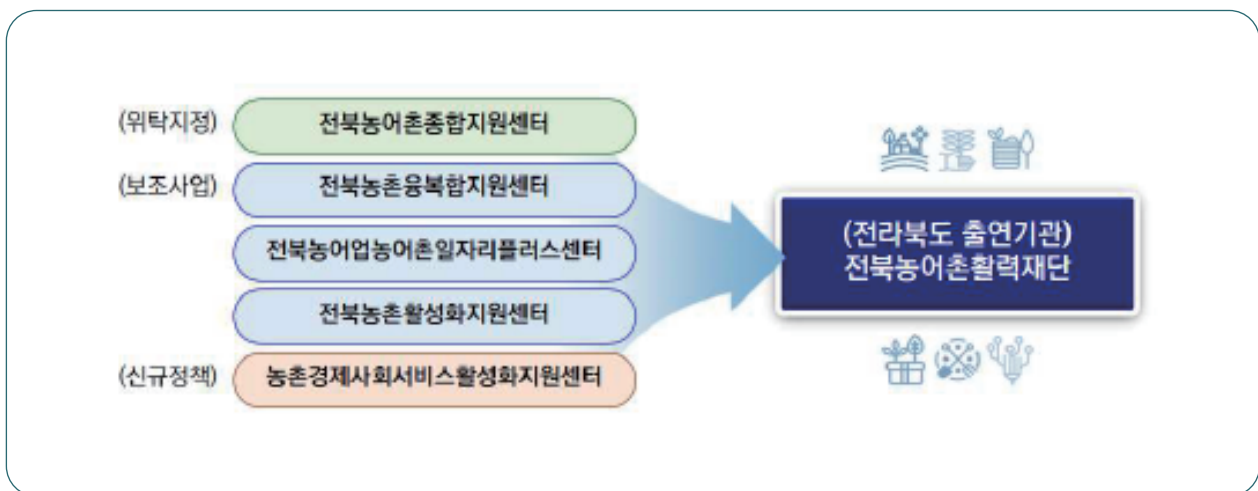 (위탁지정) 전북농어촌종합지원센터
(보조사업) 전북농촌융복합지원센터
전북농어업농어촌일자리플러스센터
전북농촌활성화지원센터
(신규정책) 농촌경제사회서비스활성화지원센터
(전라북도 출연기관)
전북농어촌활력재단